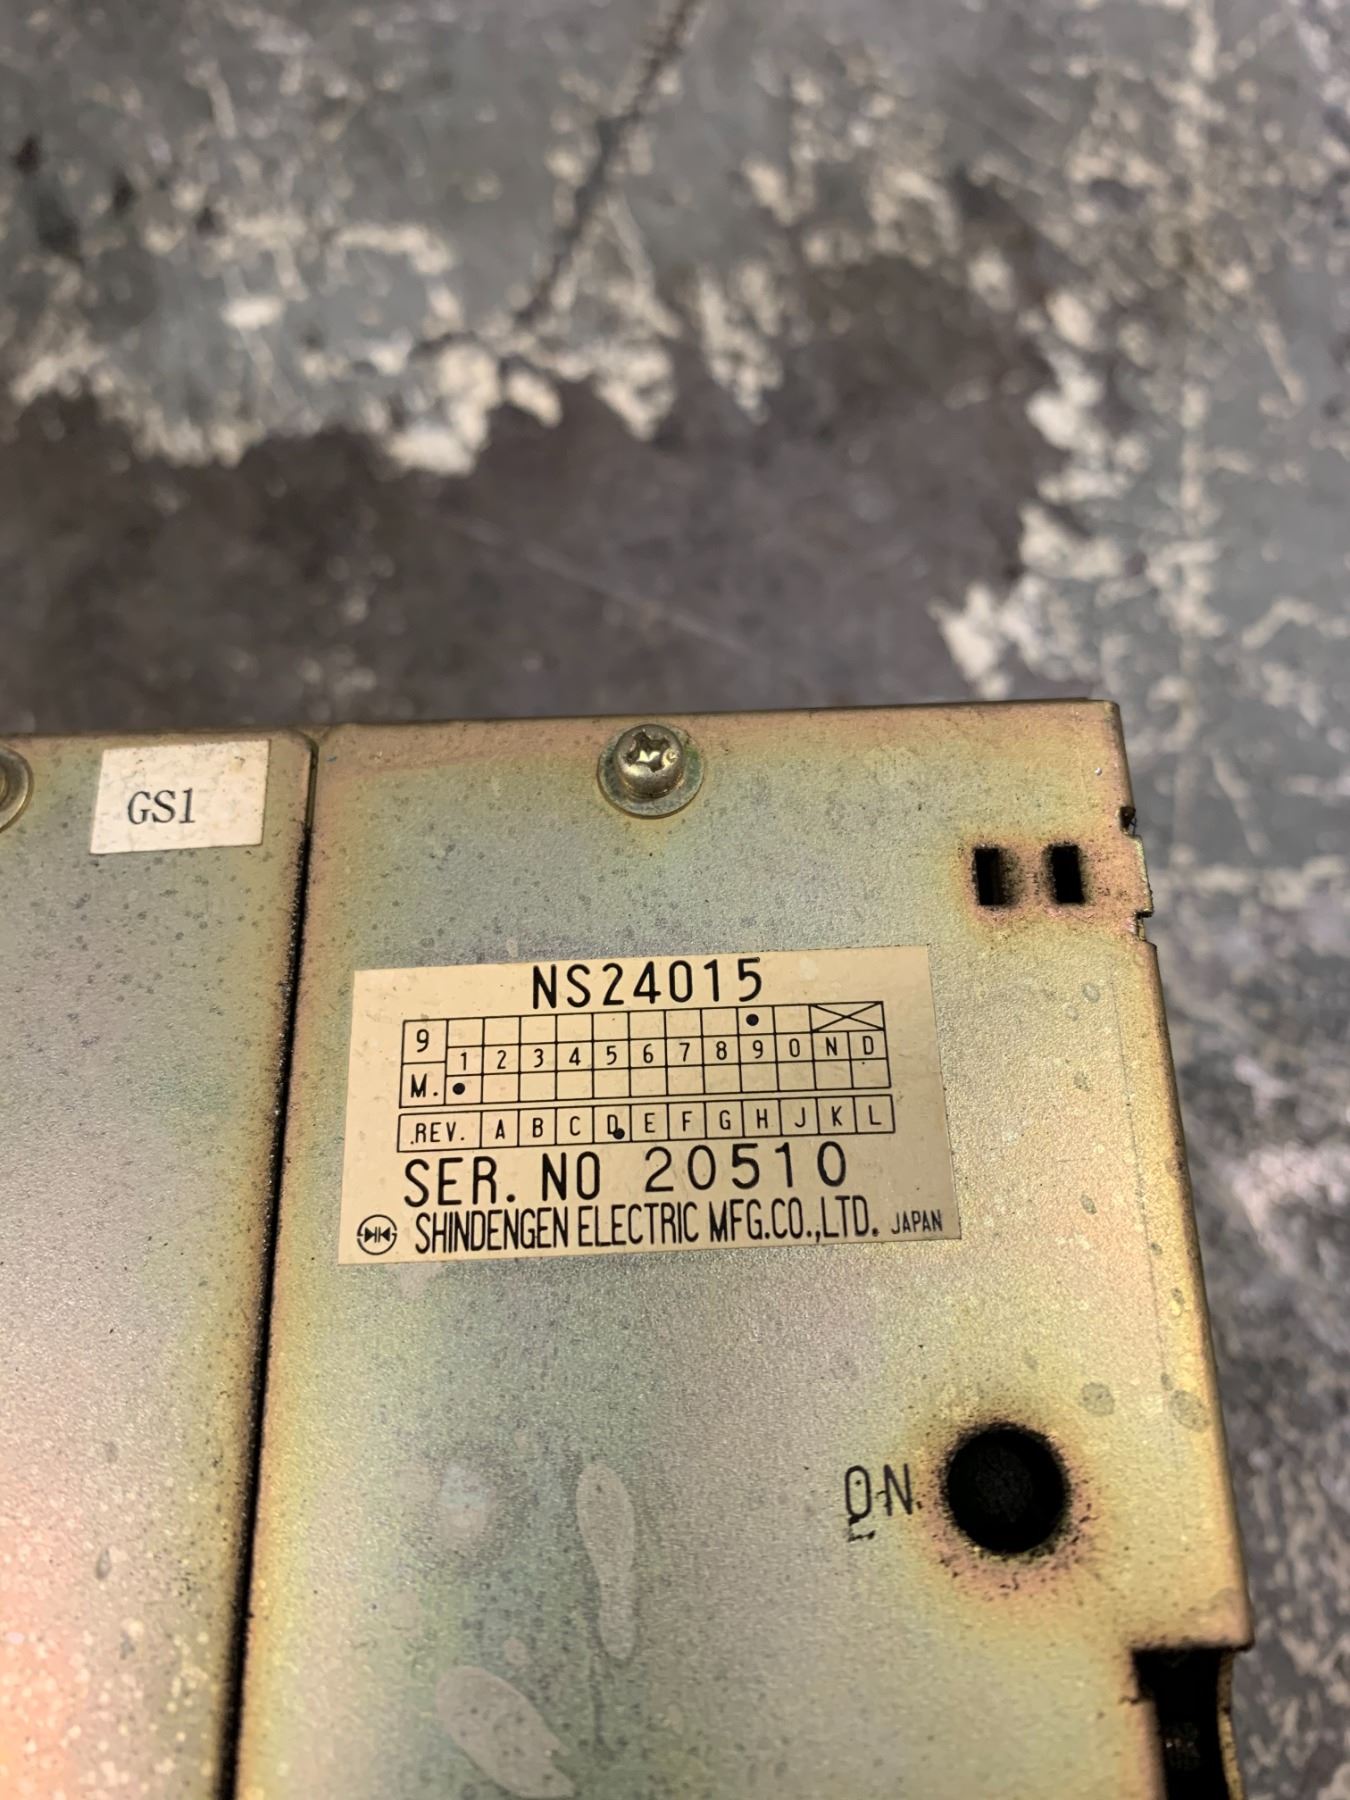 GS1
NS24015
9
1 2 3 4 5 6 7 8 9 0 N D
M.
REV. A B C D E F G H J K L
SER. NO 20510
SHINDENGEN ELECTRIC MFG.CO.,LTD. JAPAN
ON